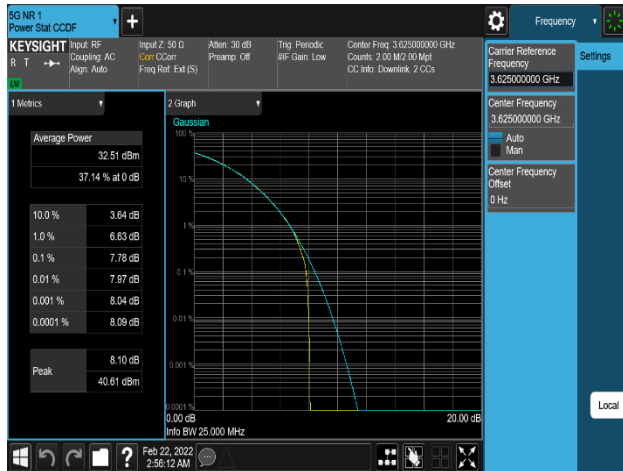 5G NR 1
Power Stat CCDF
Frequency
KEYSIGHT
R T
Input: RF
Coupling: AC
Align: Auto
Input Z: 50 Ω
Corr CCorr
Freq Ref: Ext (S)
Atten: 30 dB
Preamp: Off
Trig: Periodic
#IF Gain: Low
Center Freq: 3.625000000 GHz
Counts: 2.00 M/2.00 Mpt
CC Info: Downlink, 2 CCs
Carrier Reference
Frequency
3.625000000 GHz
Settings
Center Frequency
3.625000000 GHz
Auto
Man
Center Frequency
Offset
0 Hz
Local
1 Metrics
Average Power
32.51 dBm
37.14 % at 0 dB
10.0 % 3.64 dB
1.0 % 6.63 dB
0.1 % 7.78 dB
0.01 % 7.97 dB
0.001 % 8.04 dB
0.0001 % 8.09 dB
Peak
8.10 dB
40.61 dBm
2 Graph
Gaussian
100 %
10 %
1 %
0.1 %
0.01 %
0.001 %
0.0001 %
0.00 dB
20.00 dB
Info BW 25.000 MHz
?
Feb 22, 2022
2:56:12 AM